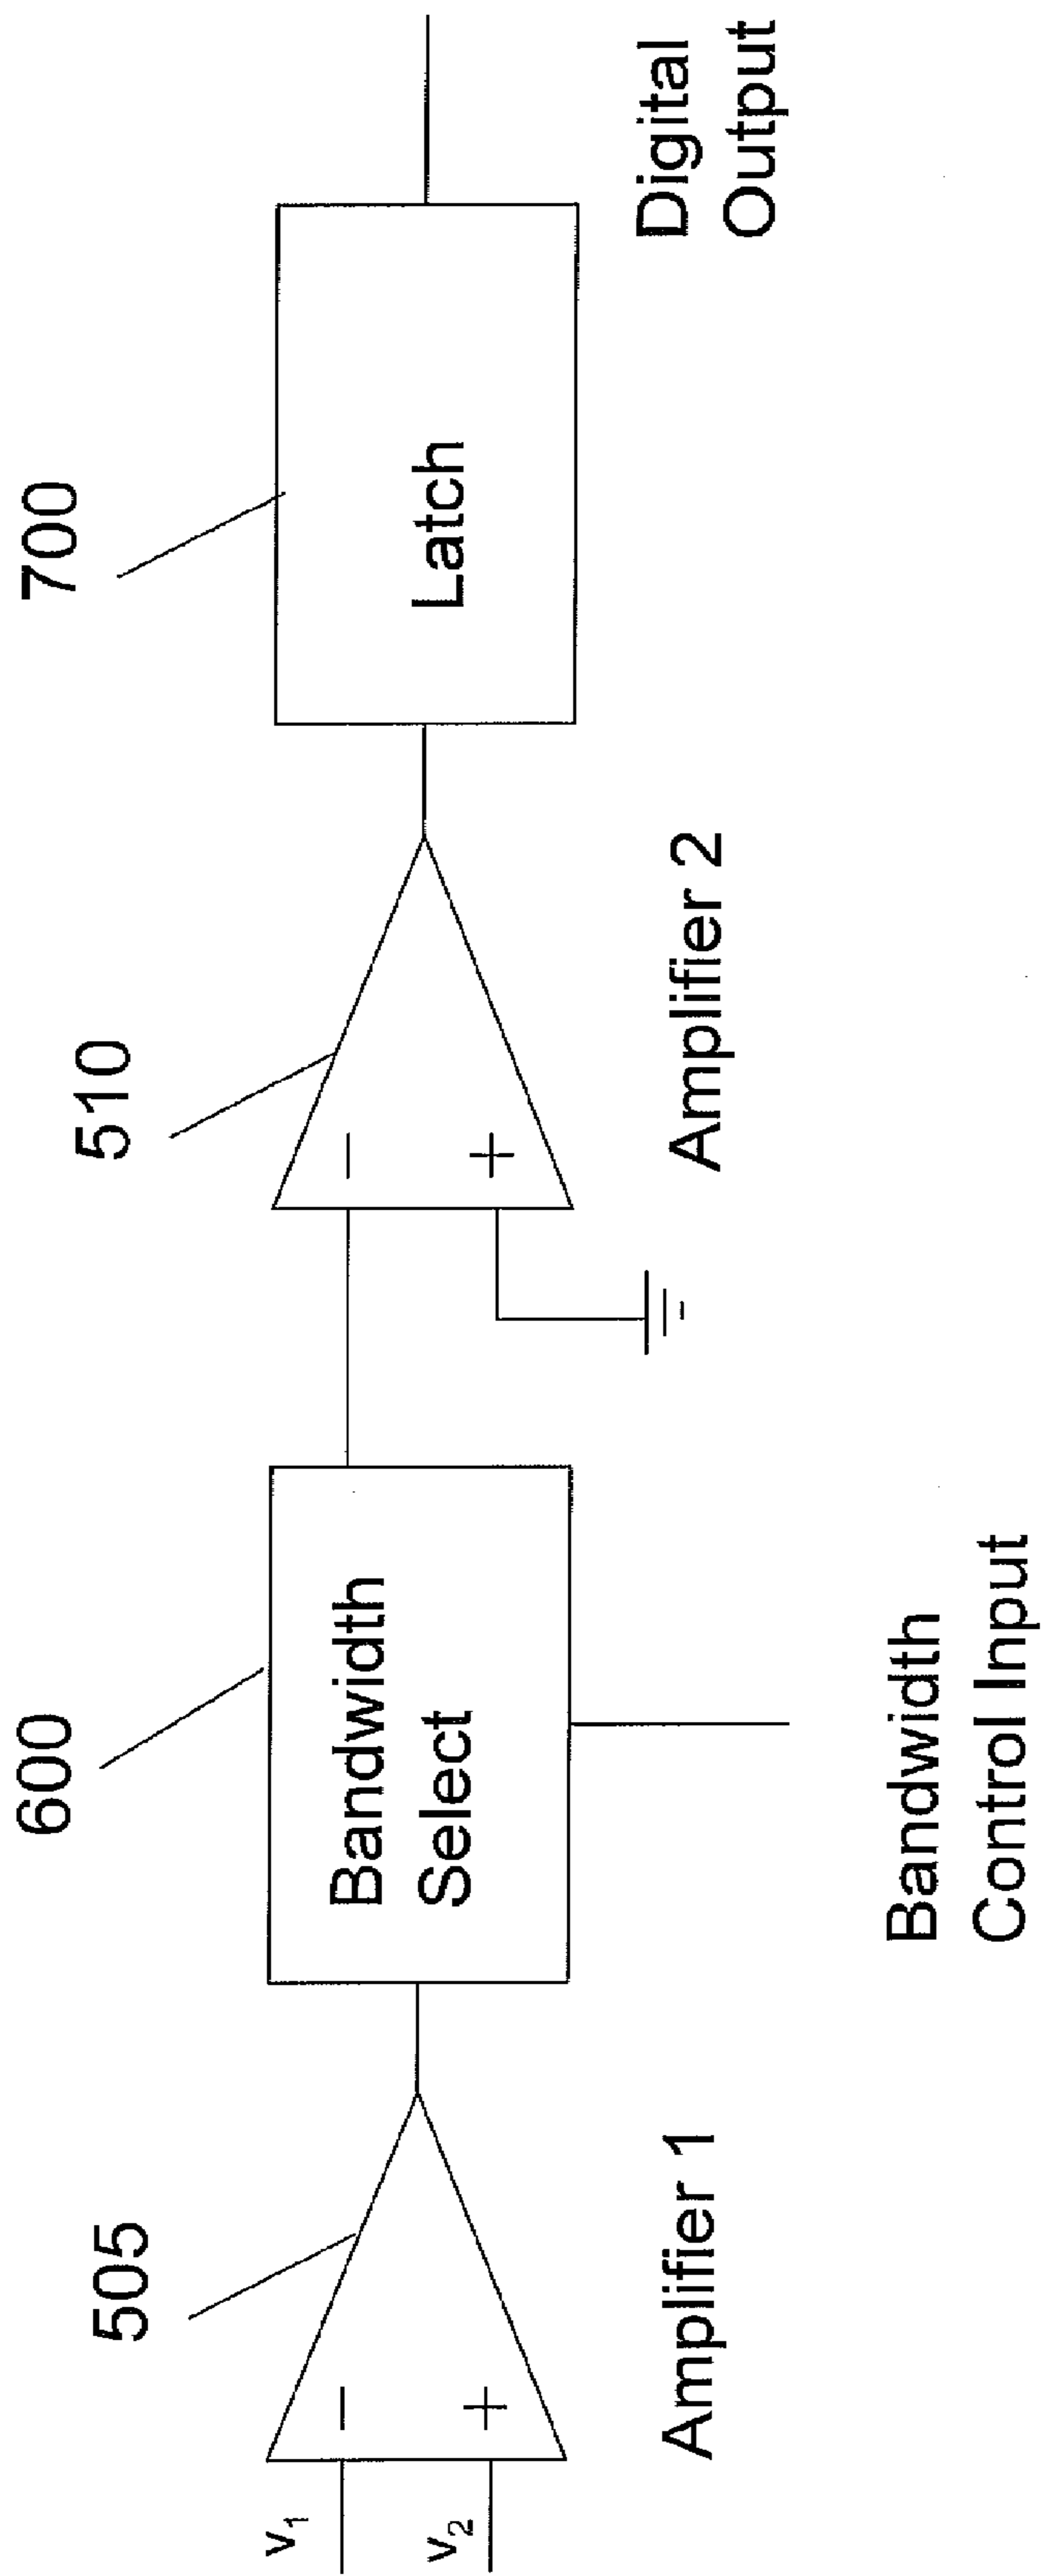 505
600
510
700
v1
v2
Bandwidth
Select
Latch
Amplifier 1
Amplifier 2
Digital
Output
Bandwidth
Control Input